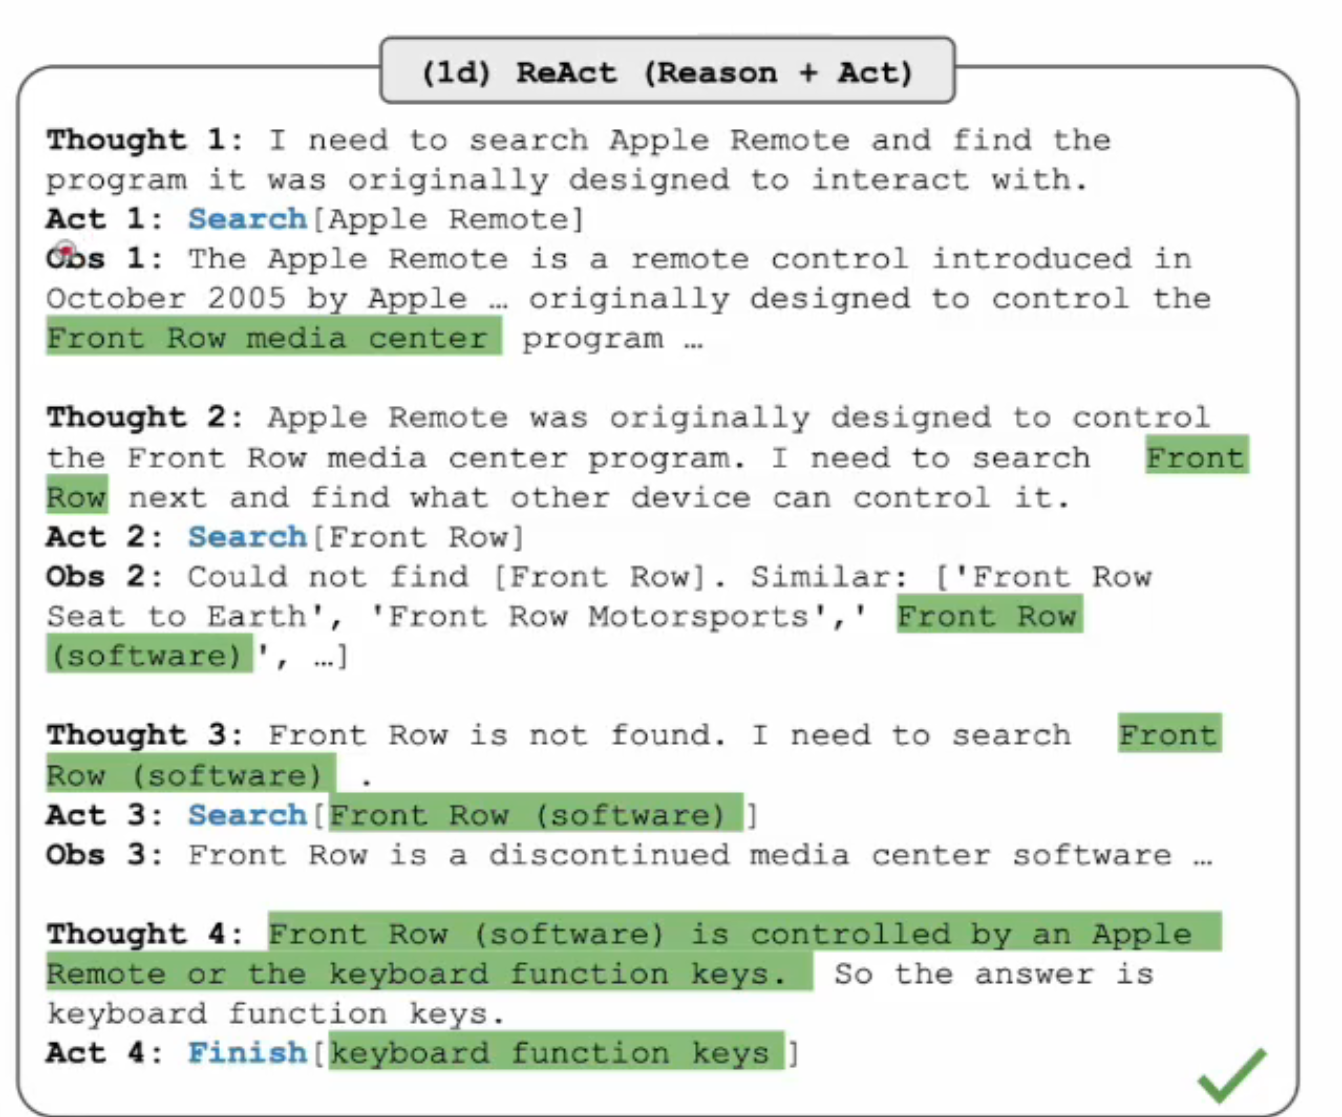 (1d) ReAct (Reason + Act)
Thought 1: I need to search Apple Remote and find the
program it was originally designed to interact with.
Act 1: Search[Apple Remote]
Obs 1: The Apple Remote is a remote control introduced in
October 2005 by Apple … originally designed to control the
Front Row media center program …
Thought 2: Apple Remote was originally designed to control
the Front Row media center program. I need to search Front
Row next and find what other device can control it.
Act 2: Search[Front Row]
Obs 2: Could not find [Front Row]. Similar: ['Front Row
Seat to Earth', 'Front Row Motorsports',' Front Row
(software)', …]
Thought 3: Front Row is not found. I need to search Front
Row (software) .
Act 3: Search[Front Row (software) ]
Obs 3: Front Row is a discontinued media center software …
Thought 4: Front Row (software) is controlled by an Apple
Remote or the keyboard function keys. So the answer is
keyboard function keys.
Act 4: Finish[keyboard function keys ]